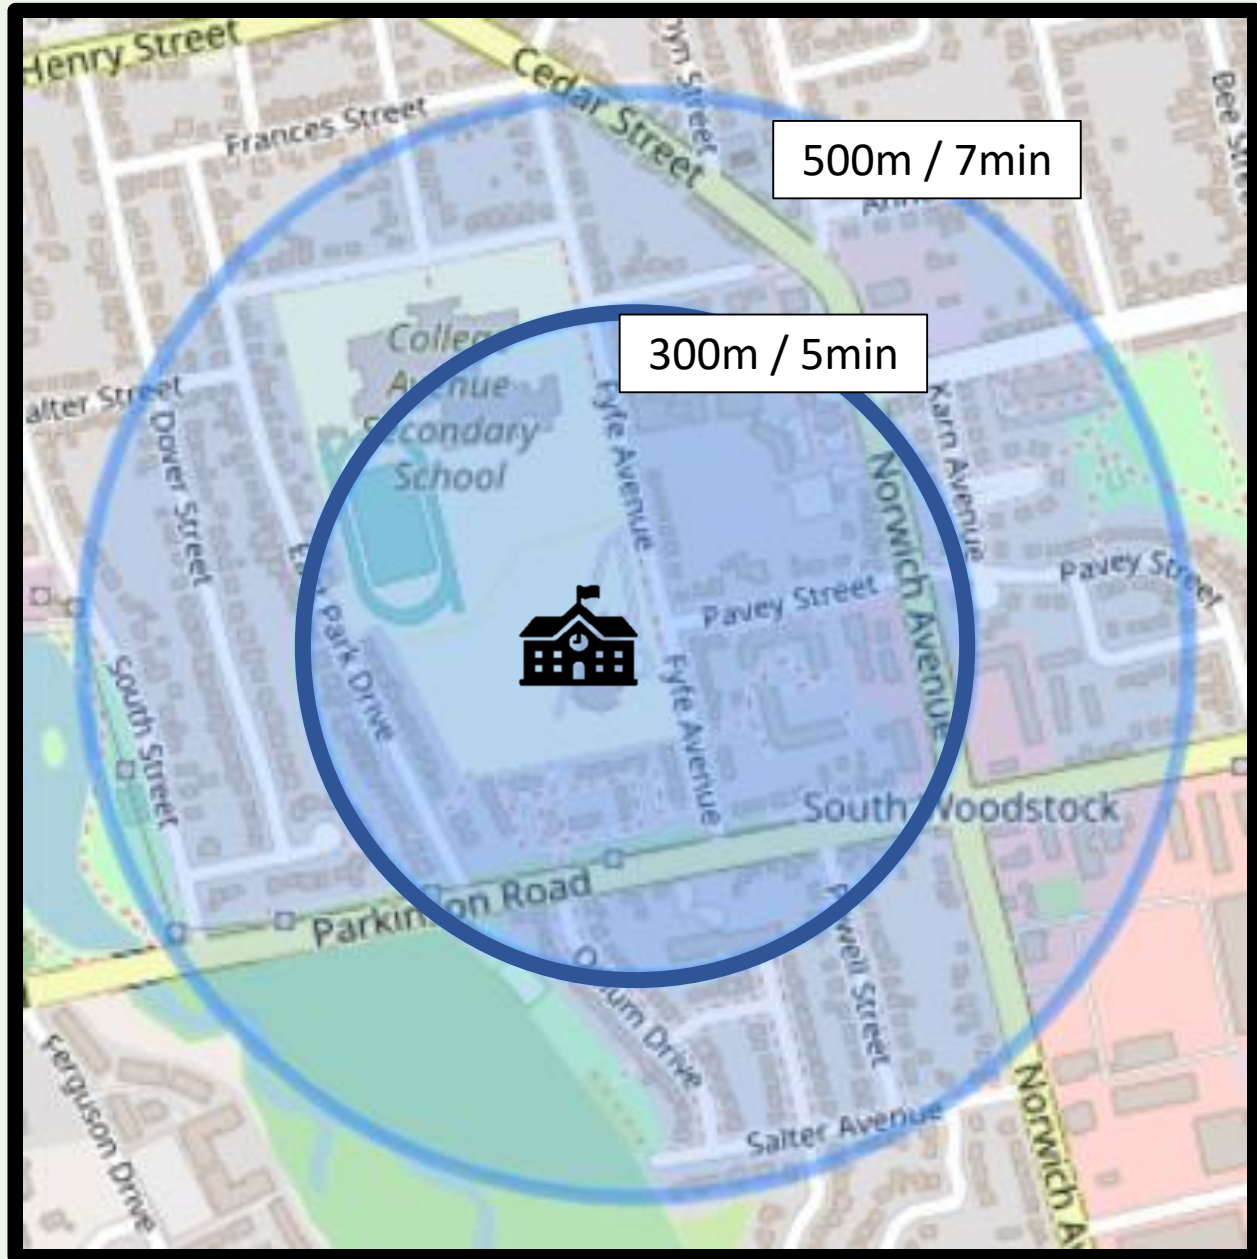 Henry Street
Cedar Street
Frances Street
500m / 7min
300m / 5min
College
Avenue
Secondary
School
Dover Street
Fyfe Avenue
Karn Avenue
Norwich Avenue
Pavey Street
Pavey Street
East Park Drive
South Street
Fyfe Avenue
South Woodstock
Parkinson Road
Powell Street
Drive
Ferguson Drive
Salter Avenue
Norwich